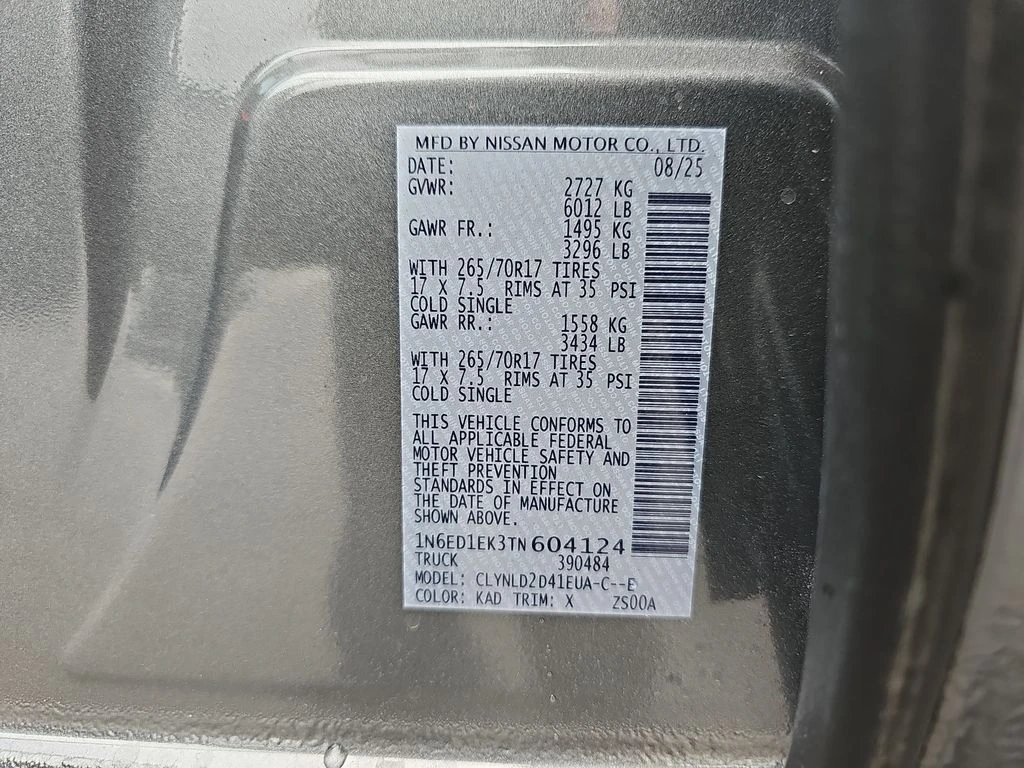 MFD BY NISSAN MOTOR CO., LTD.
DATE: 08/25
GVWR: 2727 KG
6012 LB
GAWR FR.: 1495 KG
3296 LB
WITH 265/70R17 TIRES
17 X 7.5 RIMS AT 35 PSI
COLD SINGLE
GAWR RR.: 1558 KG
3434 LB
WITH 265/70R17 TIRES
17 X 7.5 RIMS AT 35 PSI
COLD SINGLE
THIS VEHICLE CONFORMS TO
ALL APPLICABLE FEDERAL
MOTOR VEHICLE SAFETY AND
THEFT PREVENTION
STANDARDS IN EFFECT ON
THE DATE OF MANUFACTURE
SHOWN ABOVE.
1N6ED1EK3TN604124
TRUCK 390484
MODEL: CLYNLD2D41EUA-C--E
COLOR: KAD TRIM: X ZS00A